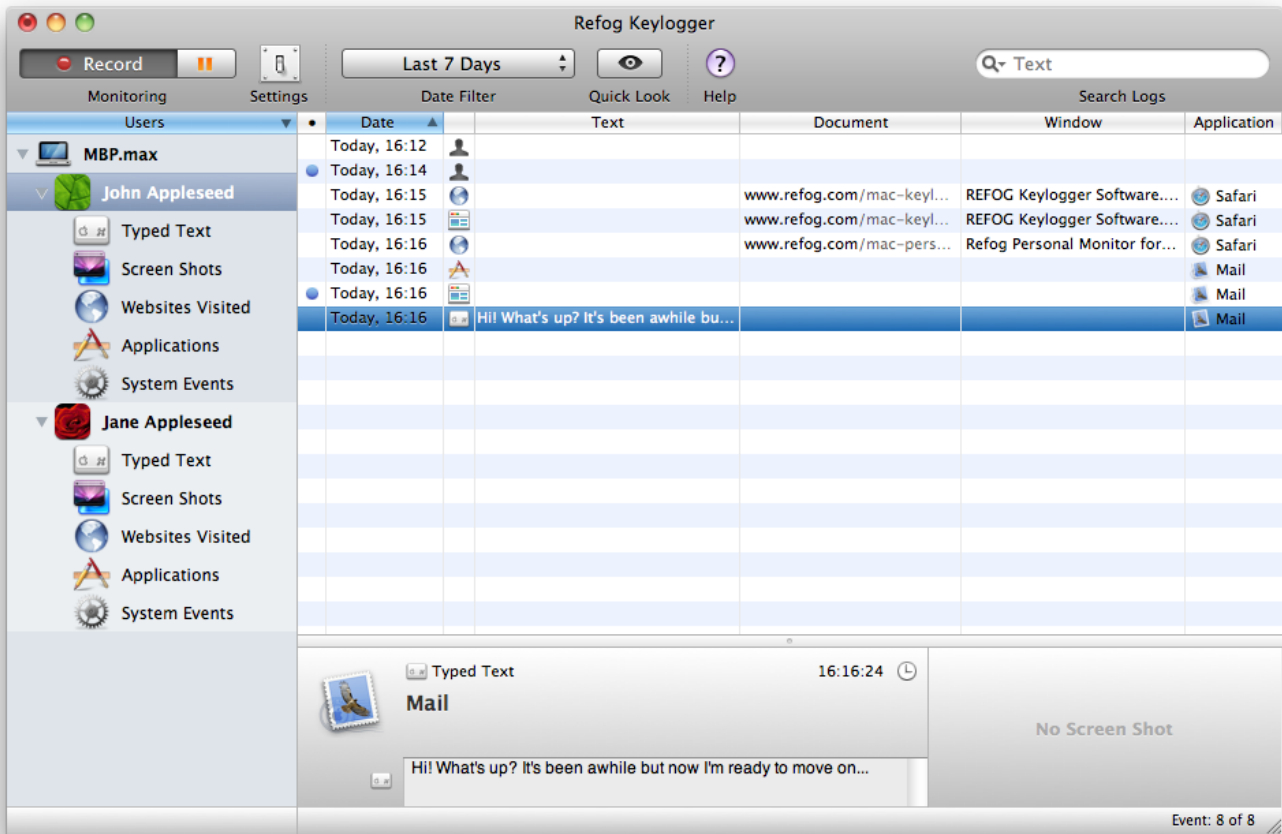 Refog Keylogger
Record
Last 7 Days
Text
Monitoring Settings Date Filter Quick Look Help Search Logs
Users Date Text Document Window Application
MBP.max
John Appleseed
Typed Text
Screen Shots
Websites Visited
Applications
System Events
Jane Appleseed
Typed Text
Screen Shots
Websites Visited
Applications
System Events
Today, 16:12
Today, 16:14
Today, 16:15 www.refog.com/mac-keyl... REFOG Keylogger Software.... Safari
Today, 16:15 www.refog.com/mac-keyl... REFOG Keylogger Software.... Safari
Today, 16:16 www.refog.com/mac-pers... Refog Personal Monitor for... Safari
Today, 16:16 Mail
Today, 16:16 Mail
Today, 16:16 Hi! What's up? It's been awhile bu... Mail
Typed Text 16:16:24
Mail
Hi! What's up? It's been awhile but now I'm ready to move on...
No Screen Shot
Event: 8 of 8